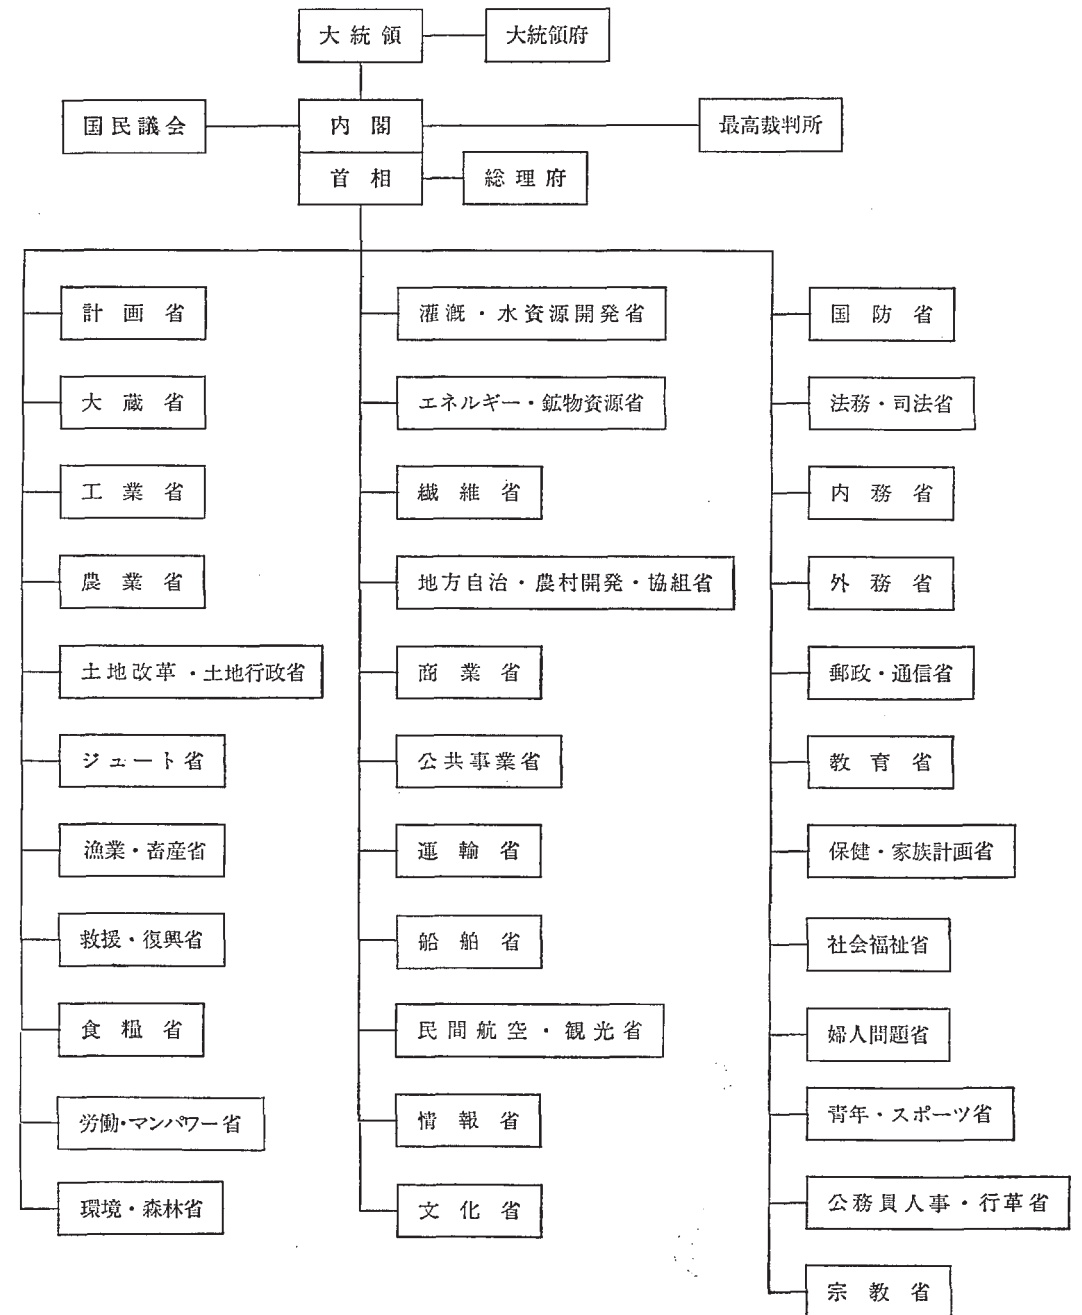 大統領
大統領府
国民議会
内閣
最高裁判所
首相
総理府
計画省
大蔵省
工業省
農業省
土地改革・土地行政省
ジュート省
漁業・畜産省
救援・復興省
食糧省
労働・マンパワー省
環境・森林省
灌漑・水資源開発省
エネルギー・鉱物資源省
繊維省
地方自治・農村開発・協組省
商業省
公共事業省
運輸省
船舶省
民間航空・観光省
情報省
文化省
国防省
法務・司法省
内務省
外務省
郵政・通信省
教育省
保健・家族計画省
社会福祉省
婦人問題省
青年・スポーツ省
公務員人事・行革省
宗教省